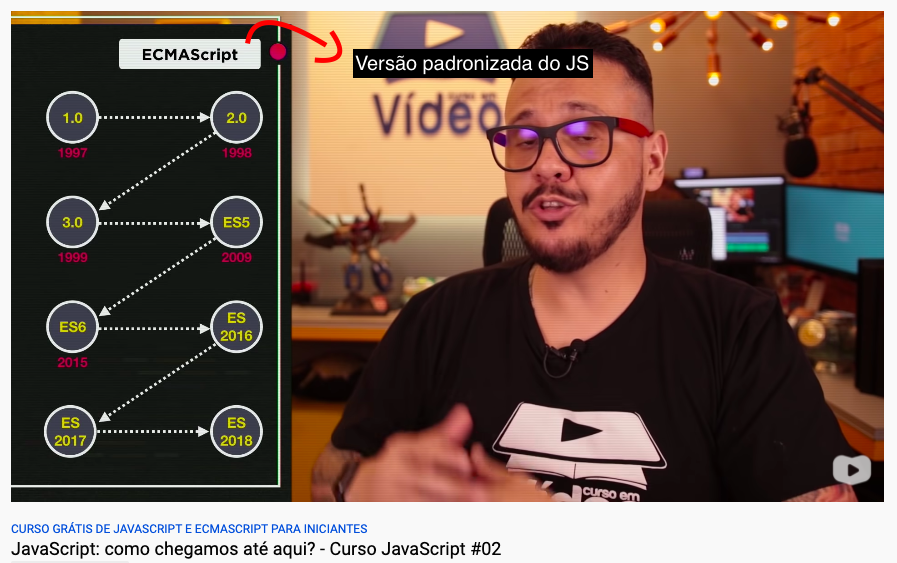 ECMAScript
Versão padronizada do JS
curso em
Vídeo
1.0
2.0
1997
1998
3.0
ES5
1999
2009
ES6
ES
2016
2015
ES
2017
ES
2018
curso em
CURSO GRÁTIS DE JAVASCRIPT E ECMASCRIPT PARA INICIANTES
JavaScript: como chegamos até aqui? - Curso JavaScript #02